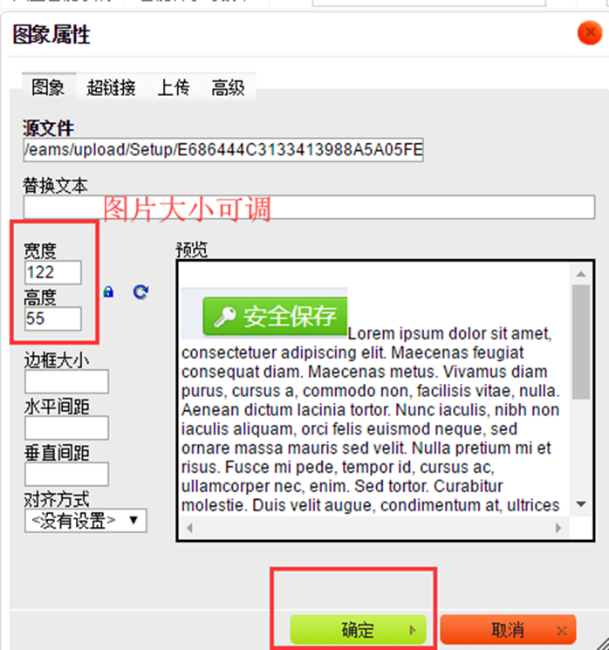 图象属性
图象 超链接 上传 高级
源文件
/eams/upload/Setup/E686444C3133413988A5A05FE
替换文本
图片大小可调
宽度
122
高度
55
边框大小
水平间距
垂直间距
对齐方式
<没有设置>
预览
安全保存
Lorem ipsum dolor sit amet,
consectetuer adipiscing elit. Maecenas feugiat
consequat diam. Maecenas metus. Vivamus diam
purus, cursus a, commodo non, facilisis vitae, nulla.
Aenean dictum lacinia tortor. Nunc iaculis, nibh non
iaculis aliquam, orci felis euismod neque, sed
ornare massa mauris sed velit. Nulla pretium mi et
risus. Fusce mi pede, tempor id, cursus ac,
ullamcorper nec, enim. Sed tortor. Curabitur
molestie. Duis velit augue, condimentum at, ultrices
确定
取消